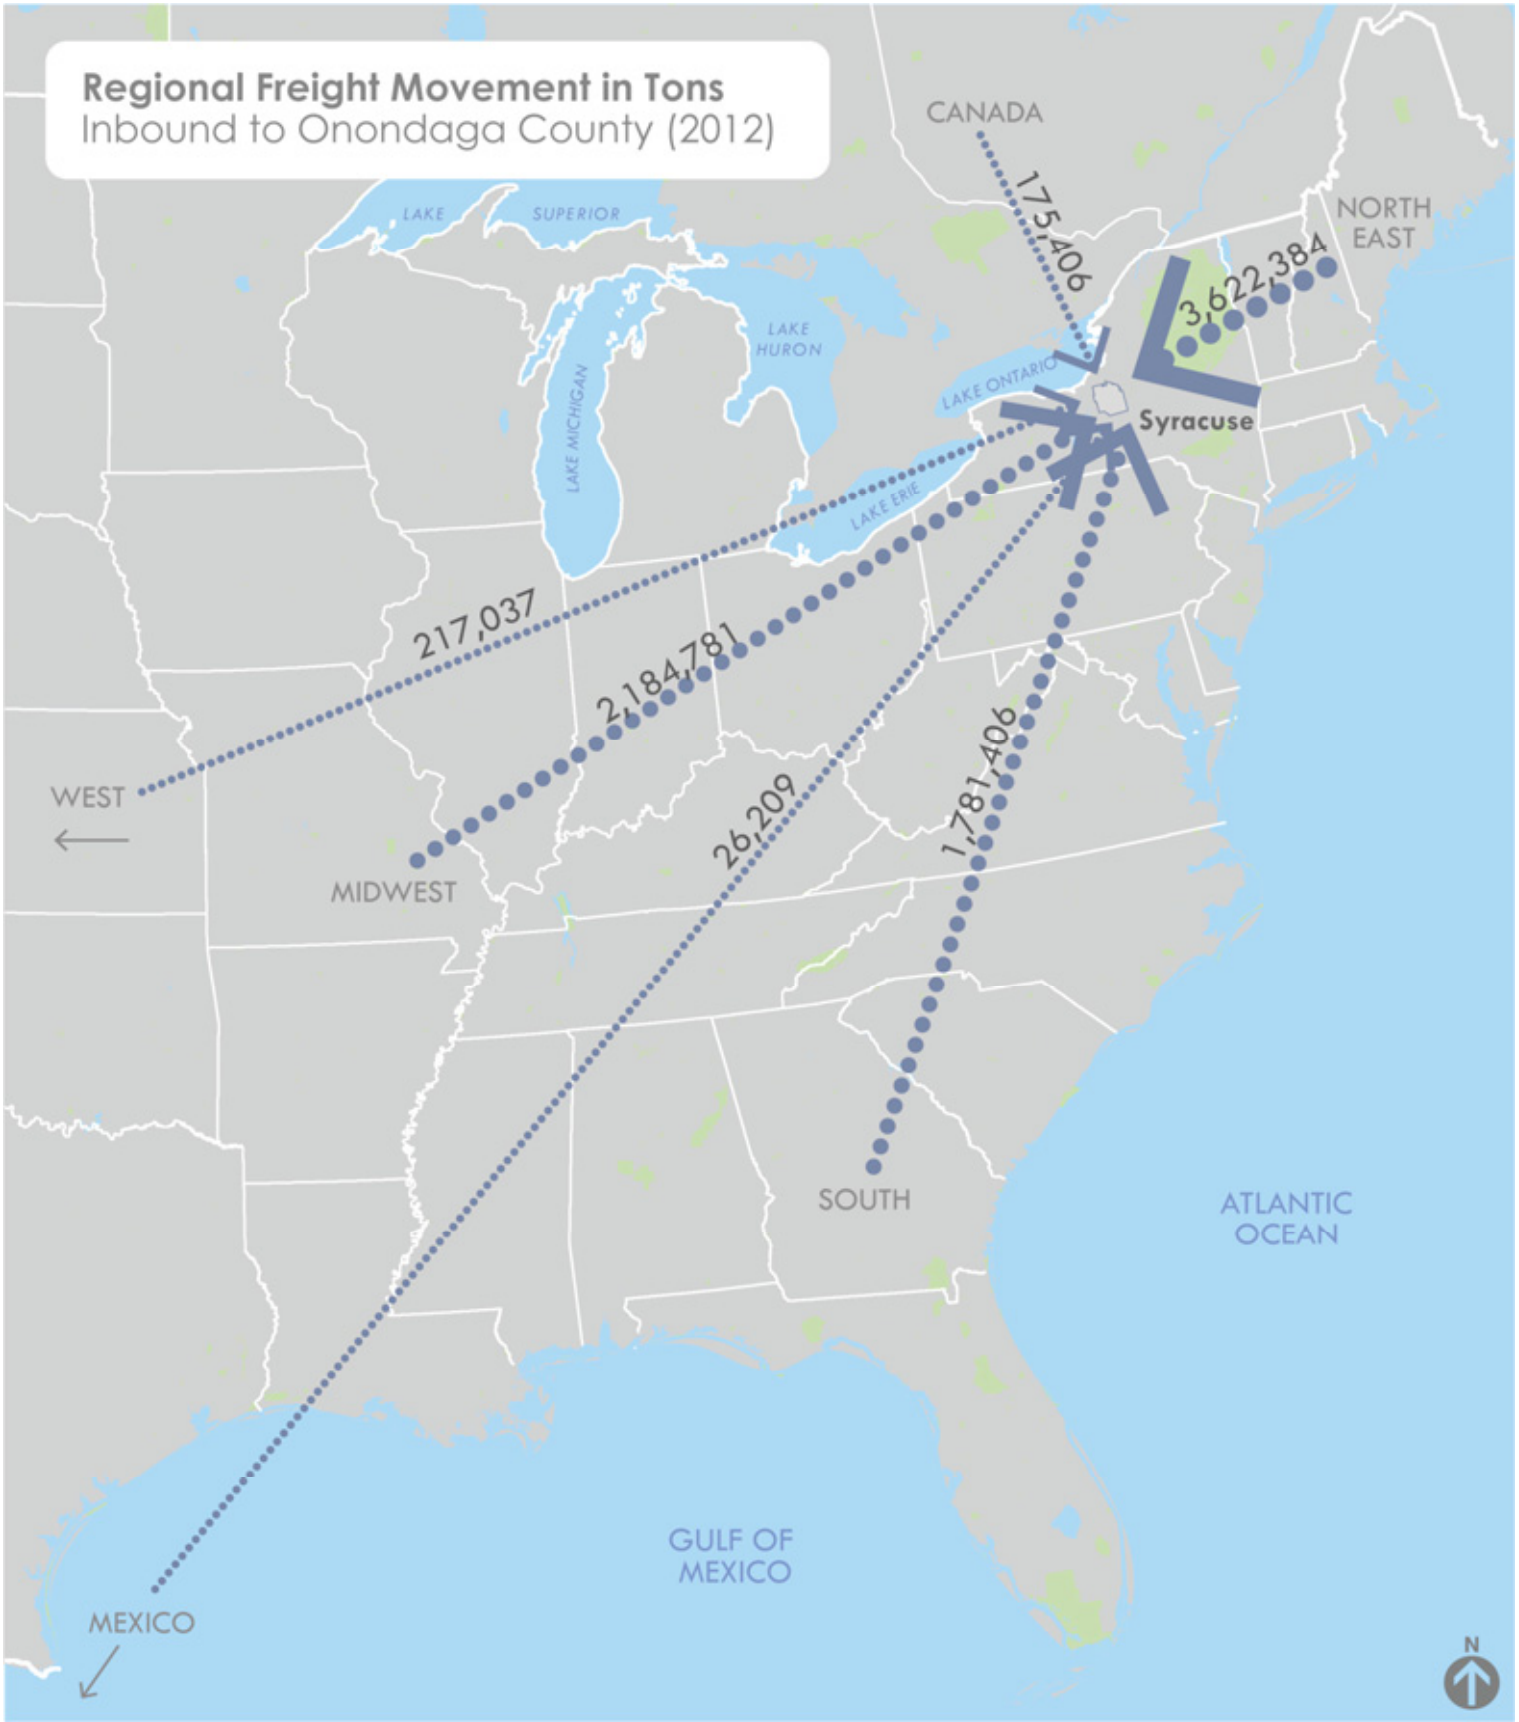 Regional Freight Movement in Tons
Inbound to Onondaga County (2012)
CANADA
175,406
NORTH
EAST
3,622,384
LAKE SUPERIOR
LAKE
HURON
LAKE MICHIGAN
LAKE ONTARIO
Syracuse
LAKE ERIE
217,037
2,184,781
WEST
MIDWEST
26,209
1,781,406
SOUTH
ATLANTIC
OCEAN
GULF OF
MEXICO
MEXICO
N